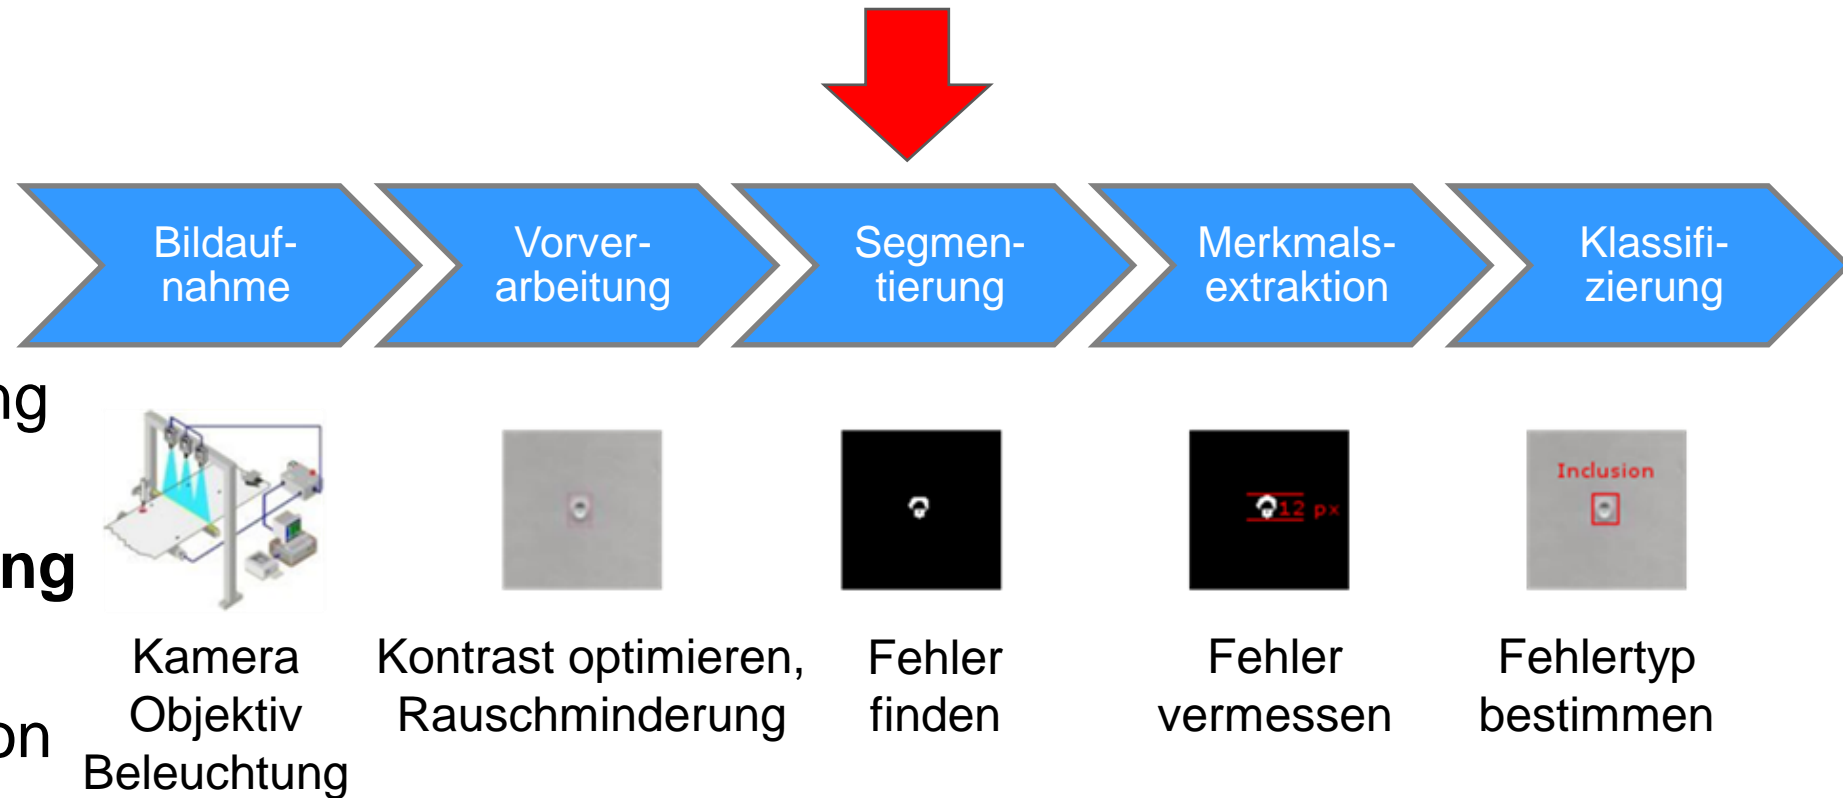 Bildauf-
nahme
Vorver-
arbeitung
Segmen-
tierung
Merkmals-
extraktion
Klassifi-
zierung
ng
ng
on
12 px
Inclusion
Kamera
Objektiv
Beleuchtung
Kontrast optimieren,
Rauschminderung
Fehler
finden
Fehler
vermessen
Fehlertyp
bestimmen